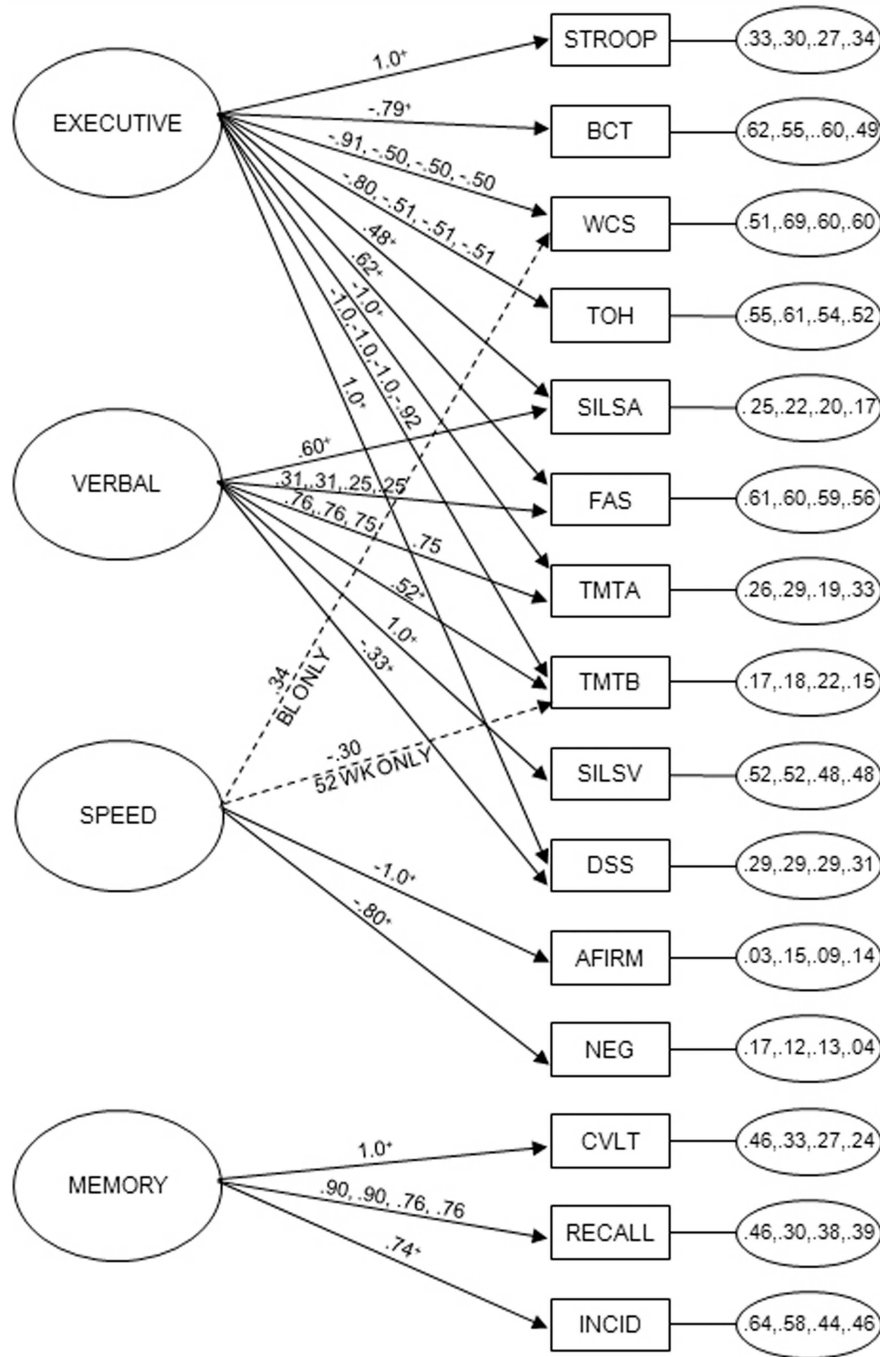 STROOP
.33,.30,.27,.34
1.0⁺
EXECUTIVE
-.79⁺
BCT
.62,.55,..60,.49
-.91, -.50, -.50, -.50
WCS
.51,.69,.60,.60
-.80, -.51, -.51, -.51
TOH
.55,.61,.54,.52
.48⁺
.62⁺
-1.0⁺
-1.0,-1.0,-1.0,-.92
1.0⁺
SILSA
.25,.22,.20,.17
.60⁺
VERBAL
.31,.31,.25,.25
FAS
.61,.60,.59,.56
.76,.76, 75, .75
TMTA
.26,.29,.19,.33
.52⁺
1.0⁺
-.33⁺
TMTB
.17,.18,.22,.15
.34
BL ONLY
-.30
52 WK ONLY
SILSV
.52,.52,.48,.48
SPEED
DSS
.29,.29,.29,.31
-1.0⁺
-.80⁺
AFIRM
.03,.15,.09,.14
NEG
.17,.12,.13,.04
CVLT
.46,.33,.27,.24
1.0⁺
MEMORY
.90, .90, .76, .76
RECALL
.46,.30,.38,.39
.74⁺
INCID
.64,.58,.44,.46